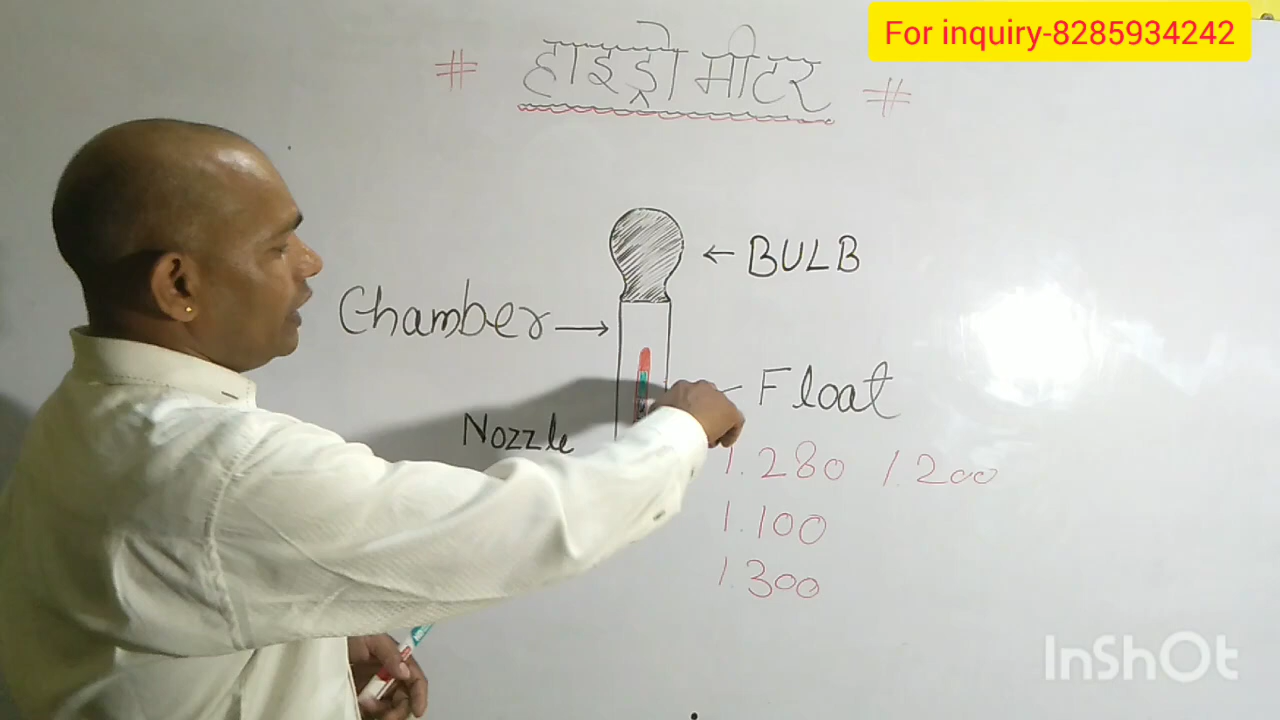 For inquiry-8285934242
# हाइड्रो मीटर #
← BULB
Chamber →
Float
Nozzle
1.280 1.200
1.100
1.300
InShOt